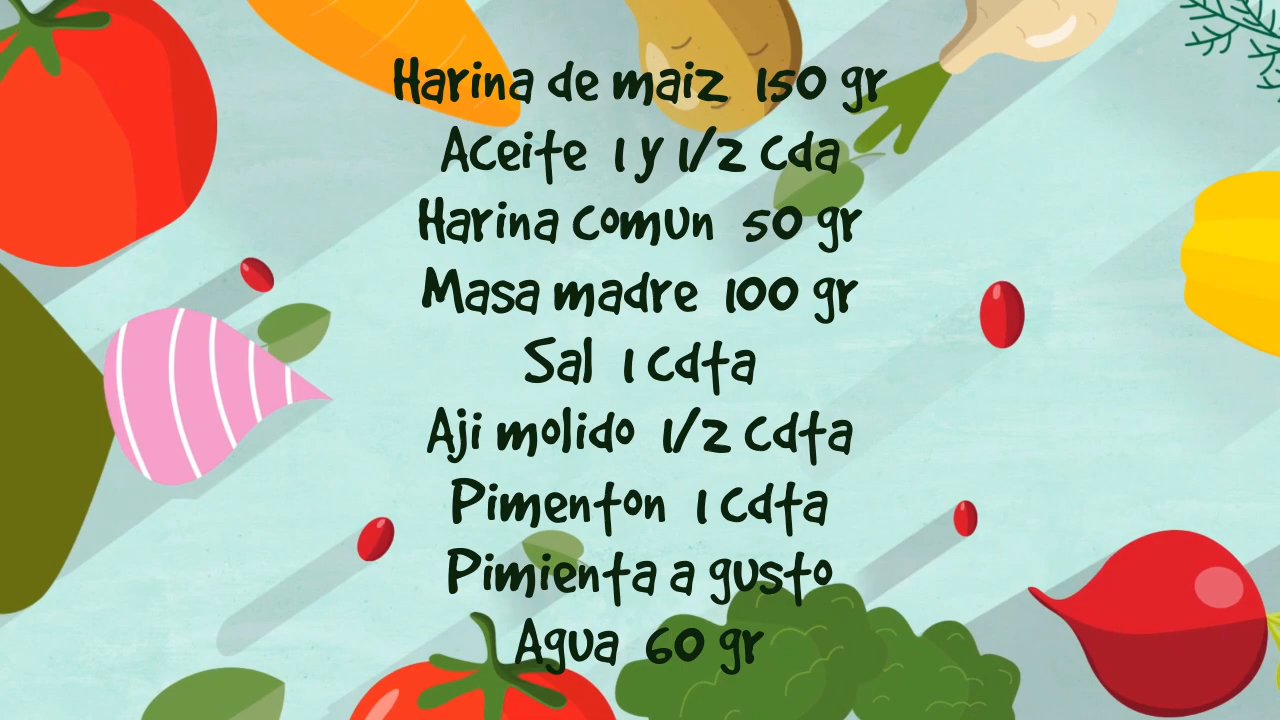 Harina de maiz 150 gr
Aceite 1 y 1/2 Cda
Harina Comun 50 gr
Masa madre 100 gr
Sal 1 Cdta
Aji molido 1/2 Cdta
Pimenton 1 Cdta
Pimienta a gusto
Agua 60 gr